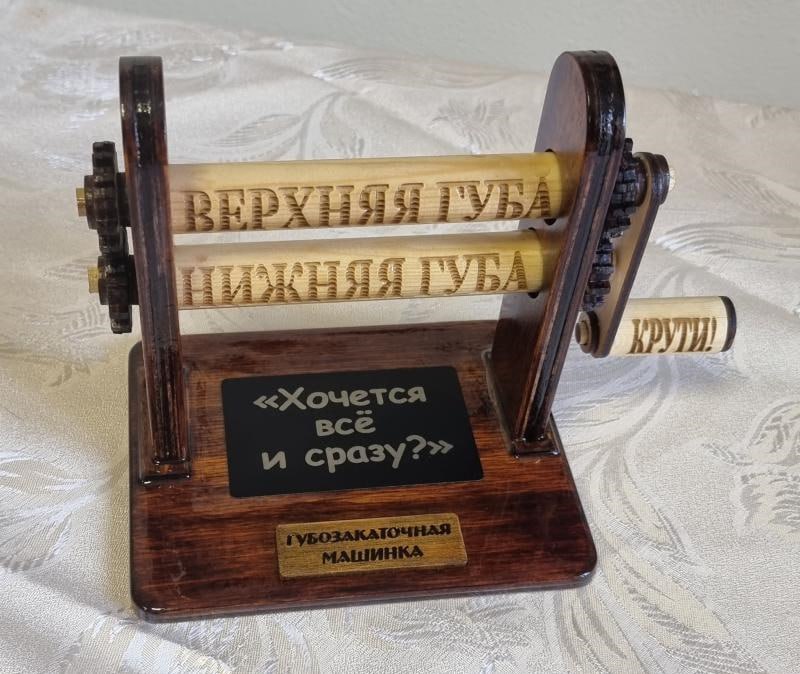 ВЕРХНЯЯ ГУБА
НИЖНЯЯ ГУБА
КРУТИ!
«Хочется
всё
и сразу?»
ГУБОЗАКАТОЧНАЯ
МАШИНКА